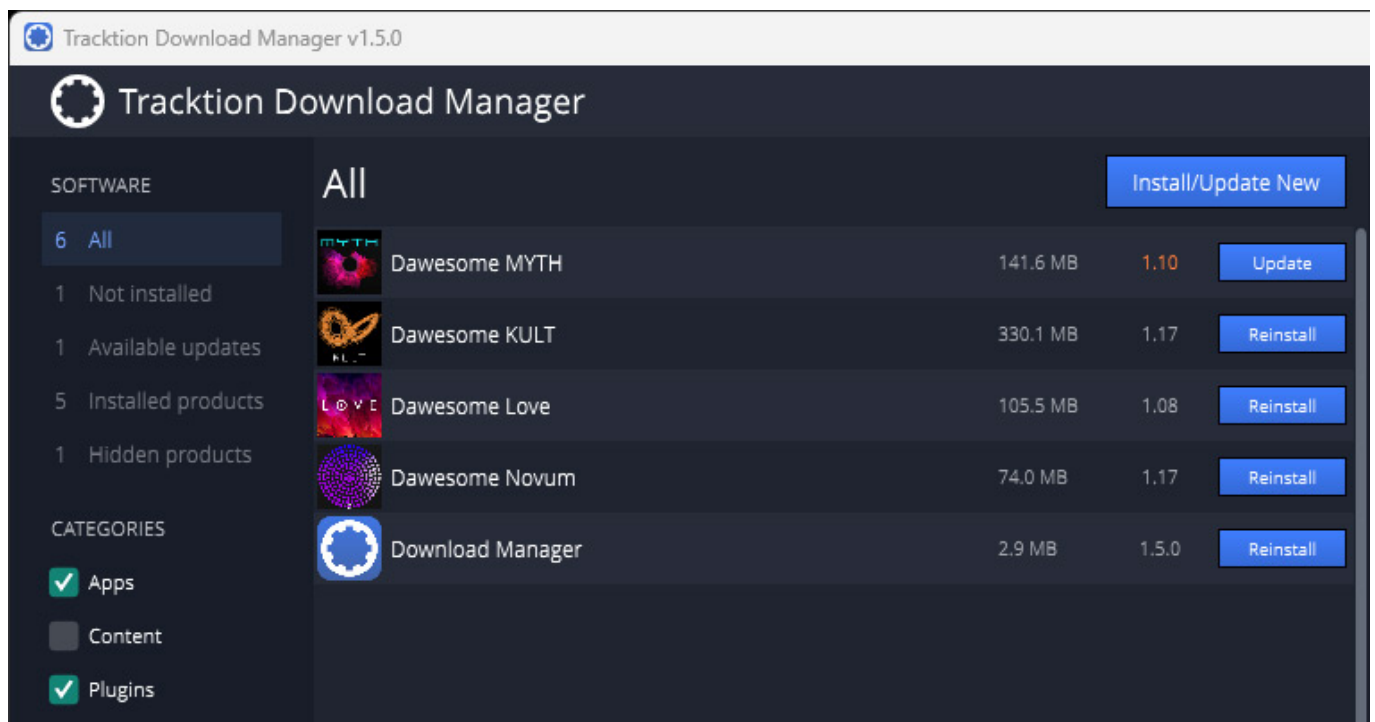 Tracktion Download Manager v1.5.0
Tracktion Download Manager
SOFTWARE
6 All
1 Not installed
1 Available updates
5 Installed products
1 Hidden products
CATEGORIES
Apps
Content
Plugins
All
Install/Update New
MYTH
Dawesome MYTH 141.6 MB 1.10 Update
KULT
Dawesome KULT 330.1 MB 1.17 Reinstall
LOVE
Dawesome Love 105.5 MB 1.08 Reinstall
Dawesome Novum 74.0 MB 1.17 Reinstall
Download Manager 2.9 MB 1.5.0 Reinstall